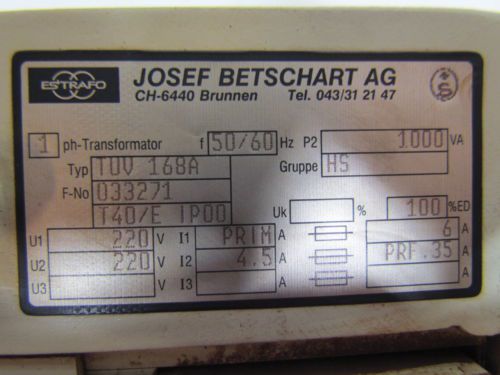 ESTRAFO
JOSEF BETSCHART AG
CH-6440 Brunnen Tel. 043/31 21 47
S
1 ph-Transformator f 50/60 Hz P2 1000 VA
Typ TUV 168A Gruppe HS
F-No 033271
T40/E IP00 Uk % 100 %ED
U1 220 V I1 PRIM A 6 A
U2 220 V I2 4.5 A PRF.35 A
U3 V I3 A A